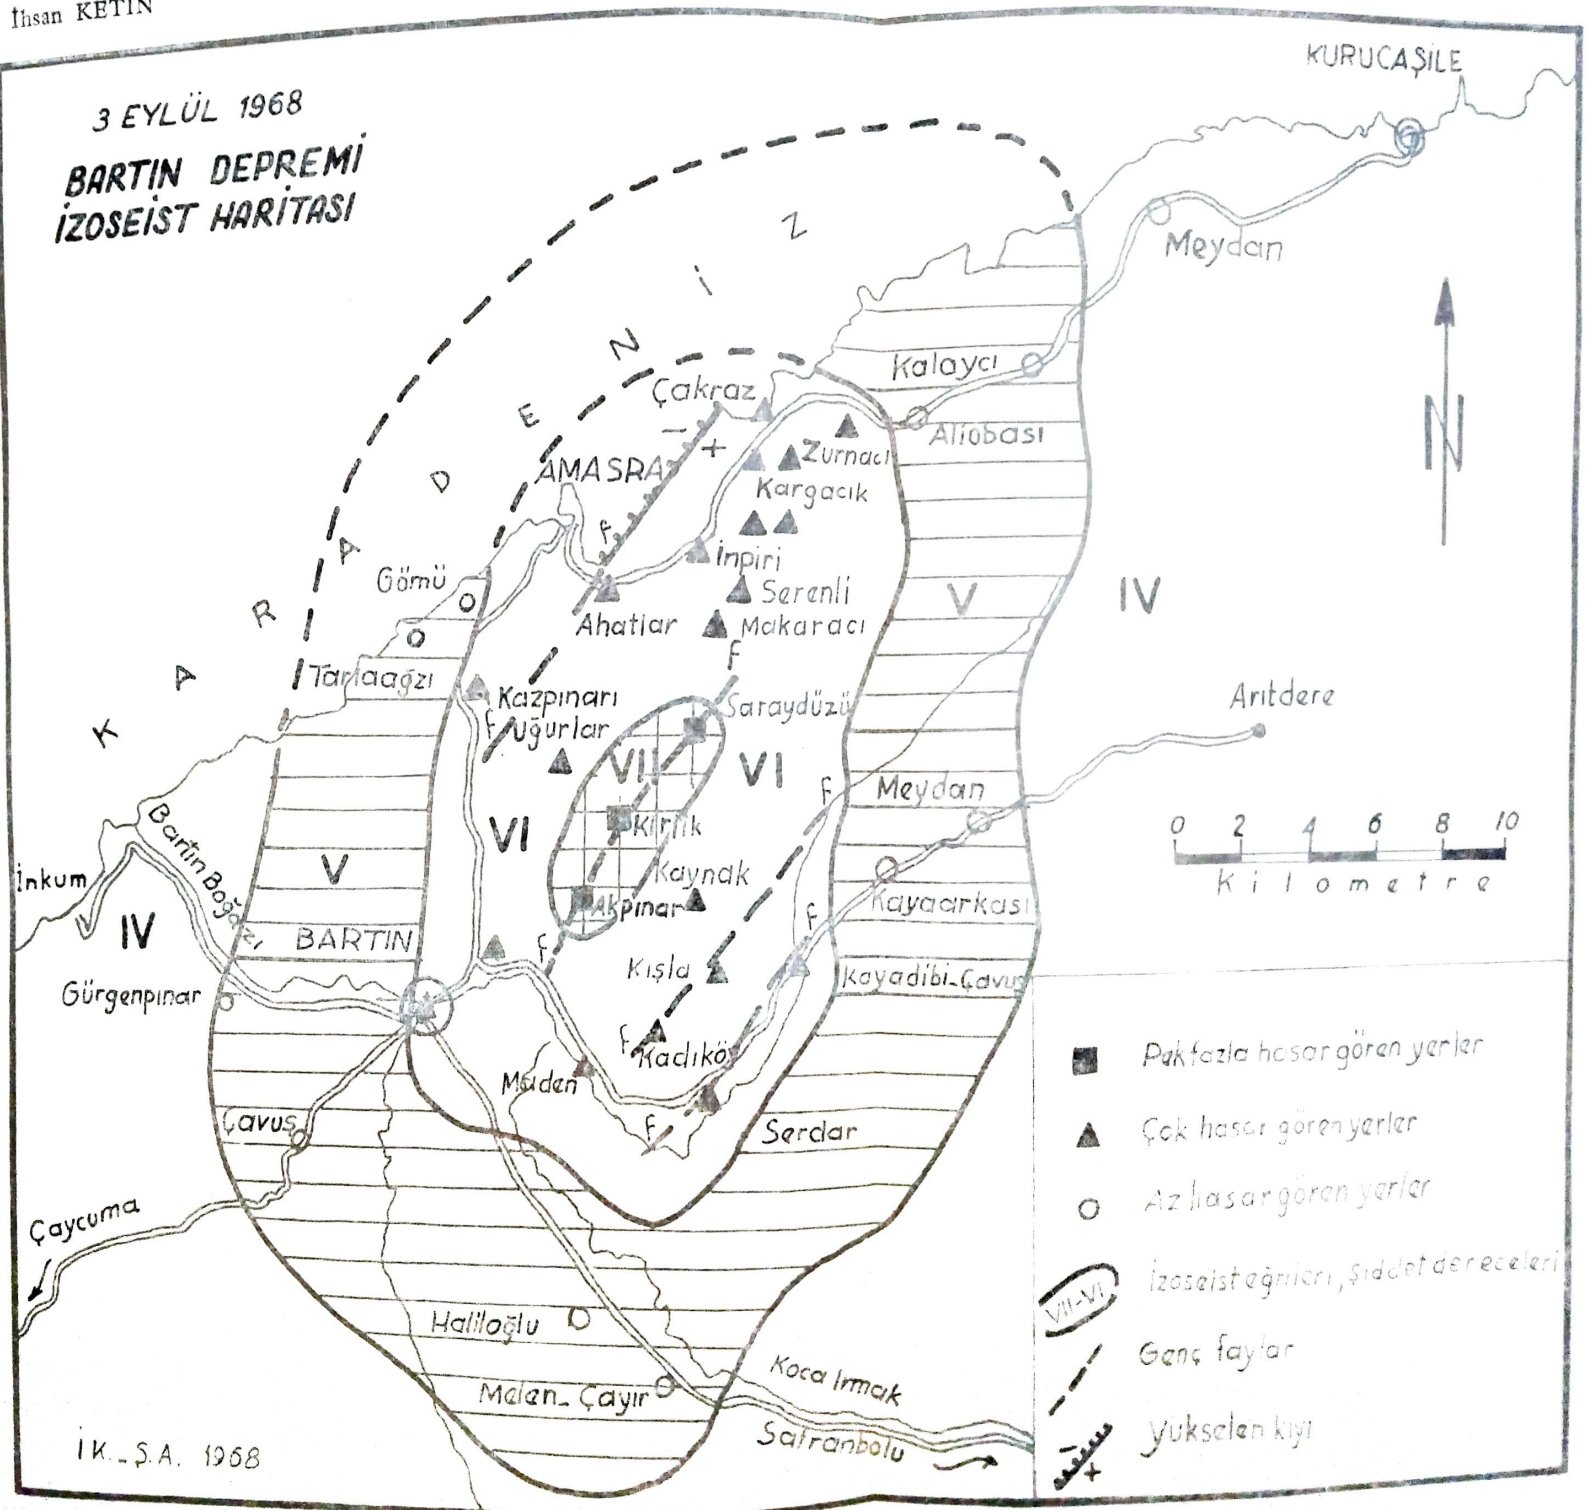 İhsan KETİN
3 EYLÜL 1968
BARTIN DEPREMİ
İZOSEİST HARİTASI
KURUCAŞİLE
Meydan
KARADENİZ
N
Kalaycı
Aliobası
Çakraz
- +
AMASRA
Zurnacı
Kargacık
f
İnpiri
Gömü
Serenli
Ahatlar
Makaracı
V
IV
f
Tarlaağzı
Kazpınarı
Saraydüzü
Arıtdere
f
Uğurlar
VII
VI
f
Meydan
Kırlık
VI
0 2 4 6 8 10
Kilometre
Bartın Boğazı
V
İnkum
Kaynak
Akpınar
Kayaarkası
f
IV
BARTIN
f
Kışla
Kayadibi-Çavuş
Gürgenpınar
f
Kadıköy
Maden
Çavuş
f
Serdar
Çaycuma
Haliloğlu
Melen-Çayır
Koca Irmak
Safranbolu
İK.-Ş.A. 1968
Pek fazla hasar gören yerler
Çok hasar gören yerler
Az hasar gören yerler
VII-VI
İzoseist eğrileri, Şiddet dereceleri
Genç faylar
- +
Yükselen kıyı